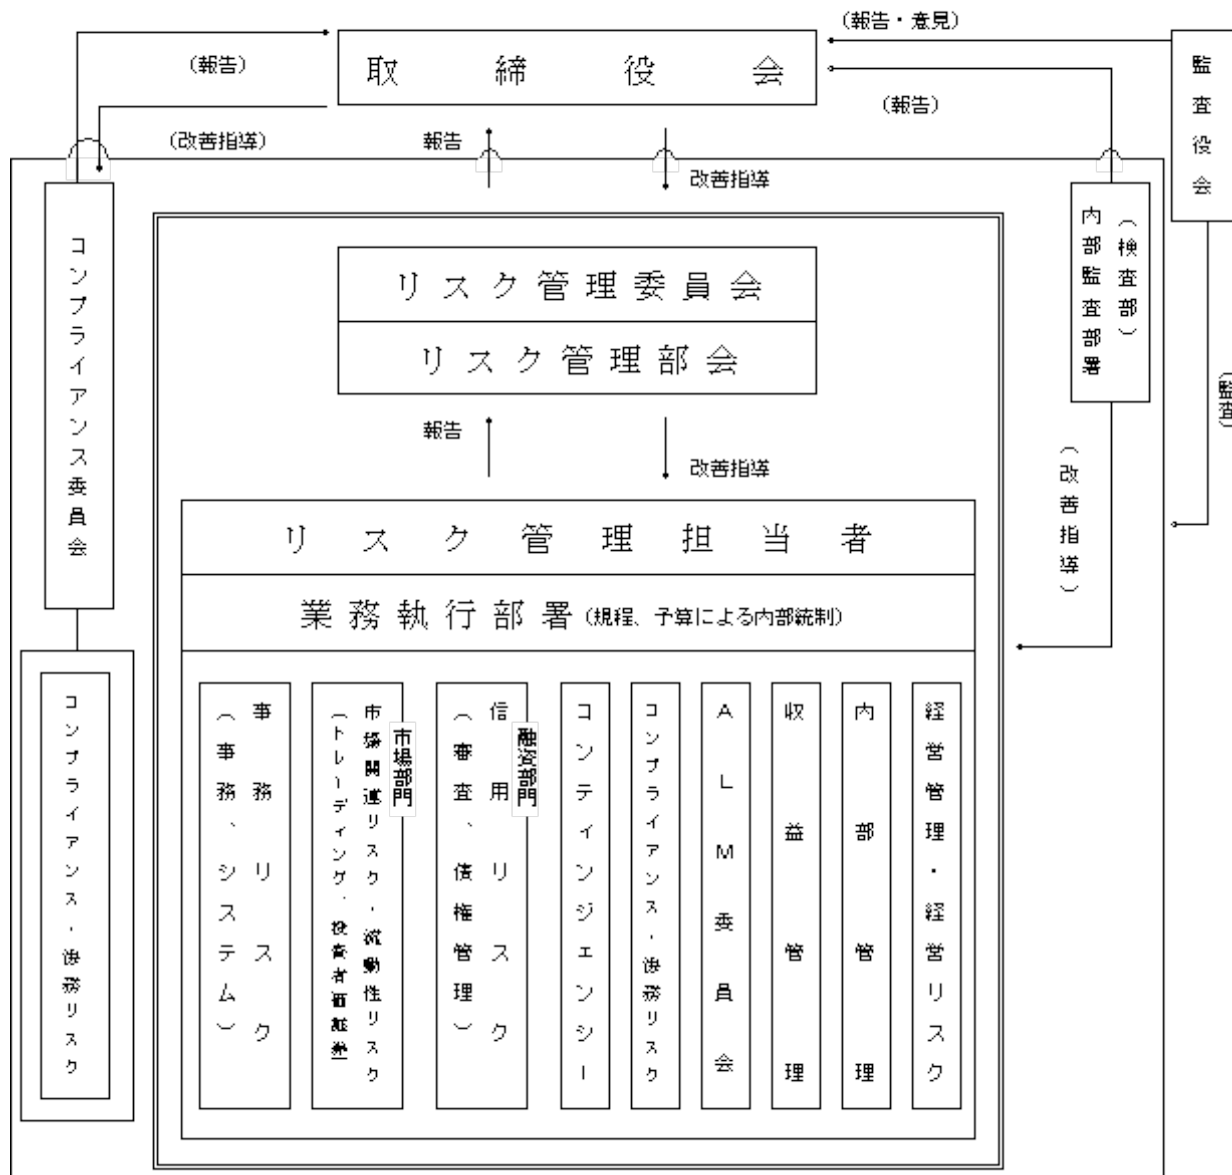 （報告・意見）
（報告）
取締役会
監査役会
（報告）
（改善指導）
報告
改善指導
コンプライアンス委員会
（検査部）
内部監査部署
リスク管理委員会
リスク管理部会
（監査）
報告
改善指導
（改善指導）
リスク管理担当者
業務執行部署（規程、予算による内部統制）
コンプライアンス・法務リスク
事務リスク
（事務、システム）
市場部門
市場関連リスク・流動性リスク
（トレーディング、投資有価証券
融資部門
信用リスク
（審査、債権管理）
コンティンジェンシー
コンプライアンス・法務リスク
ALM委員会
収益管理
内部管理
経営管理・経営リスク